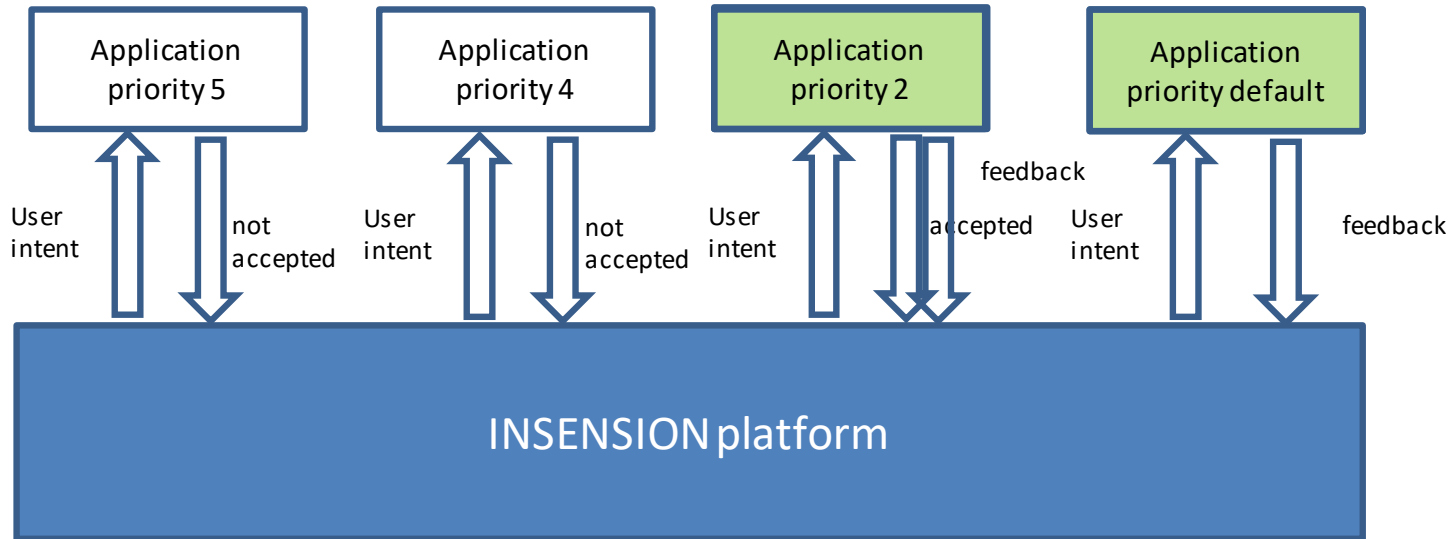 Application
priority 5
Application
priority 4
Application
priority 2
Application
priority default
User
intent
not
accepted
User
intent
not
accepted
User
intent
feedback
accepted
User
intent
feedback
INSENSION platform